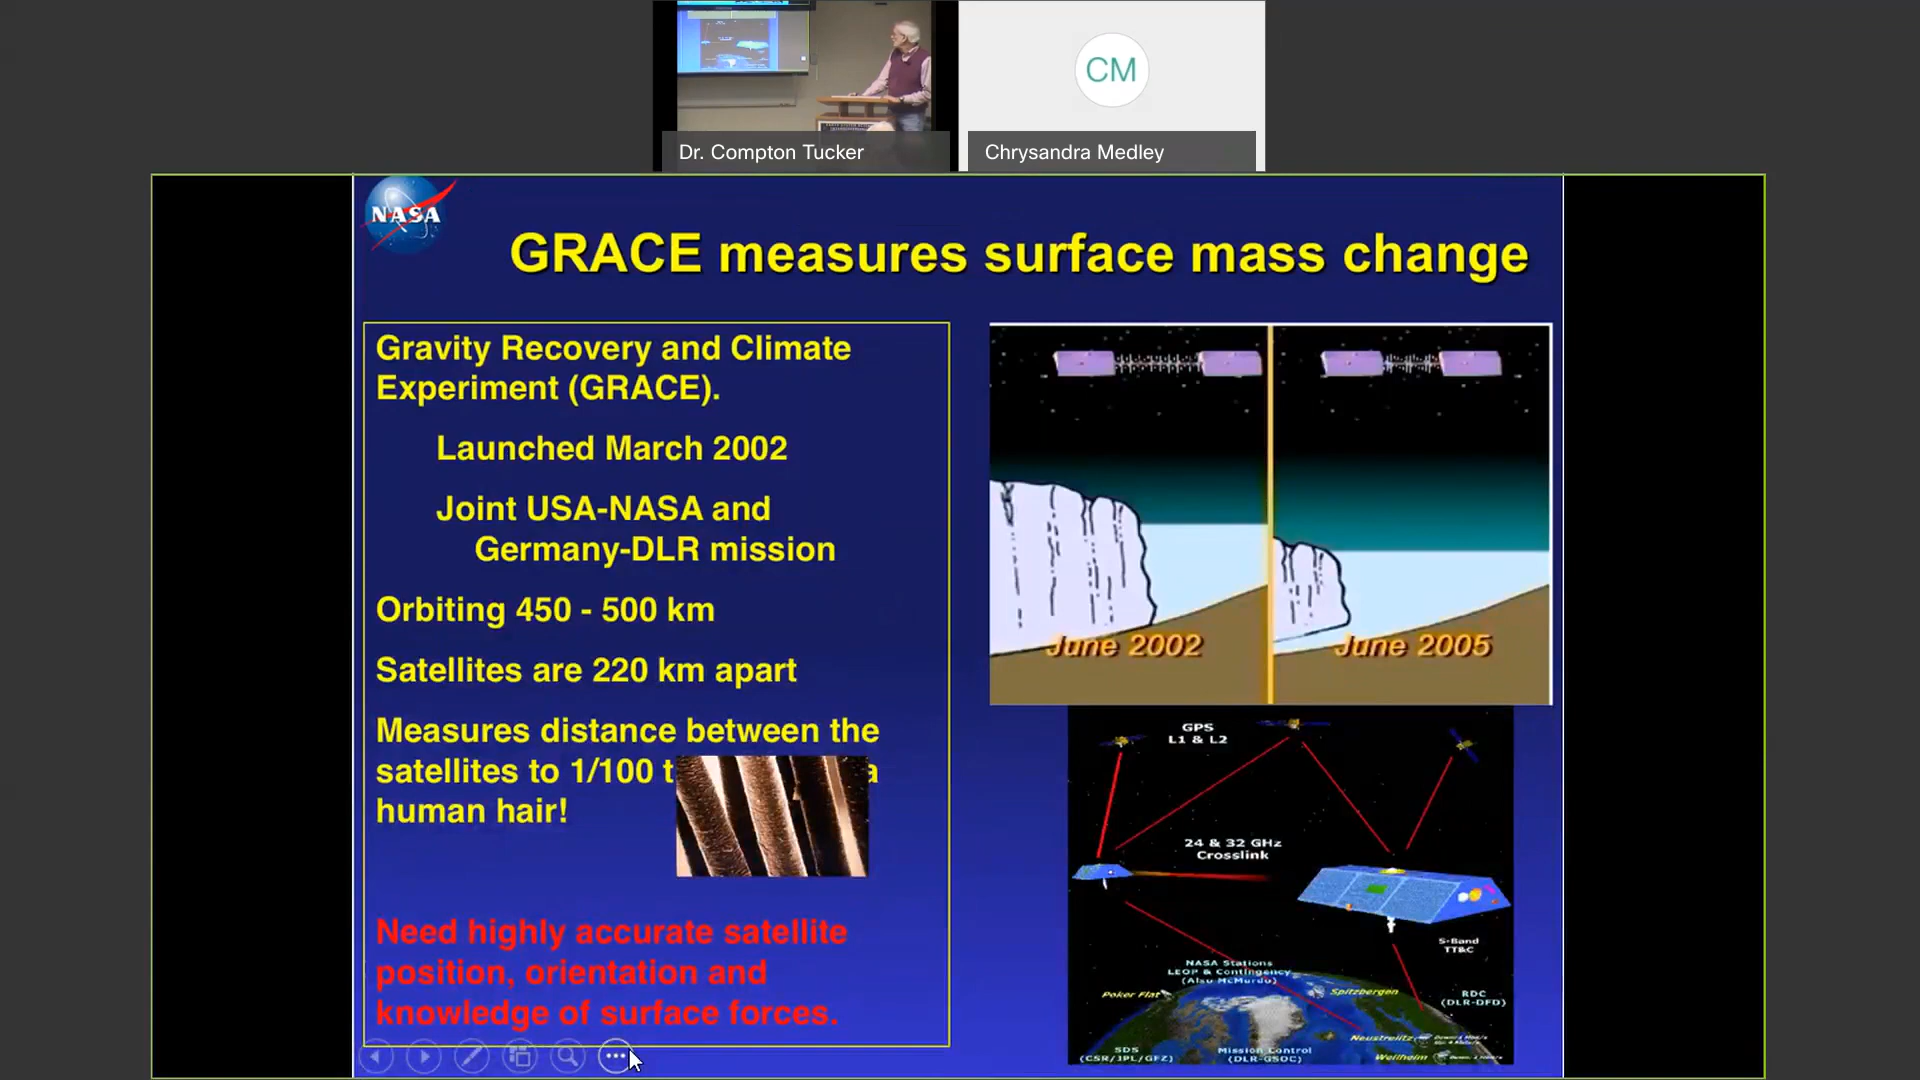 CM
Dr. Compton Tucker
Chrysandra Medley
NASA
GRACE measures surface mass change
Gravity Recovery and Climate
Experiment (GRACE).
Launched March 2002
Joint USA-NASA and
Germany-DLR mission
Orbiting 450 - 500 km
Satellites are 220 km apart
Measures distance between the
satellites to 1/100 t a
human hair!
Need highly accurate satellite
position, orientation and
knowledge of surface forces.
June 2002
June 2005
GPS
L1 & L2
24 & 32 GHz
Crosslink
S-Band
TT&C
NASA Stations
LEOP & Contingency
(Also McMurdo)
Poker Flat
Spitzbergen
RDC
(DLR-DFD)
Neustrelitz
Weilheim
SDS
(CSR/JPL/GFZ)
Mission Control
(DLR-GSOC)